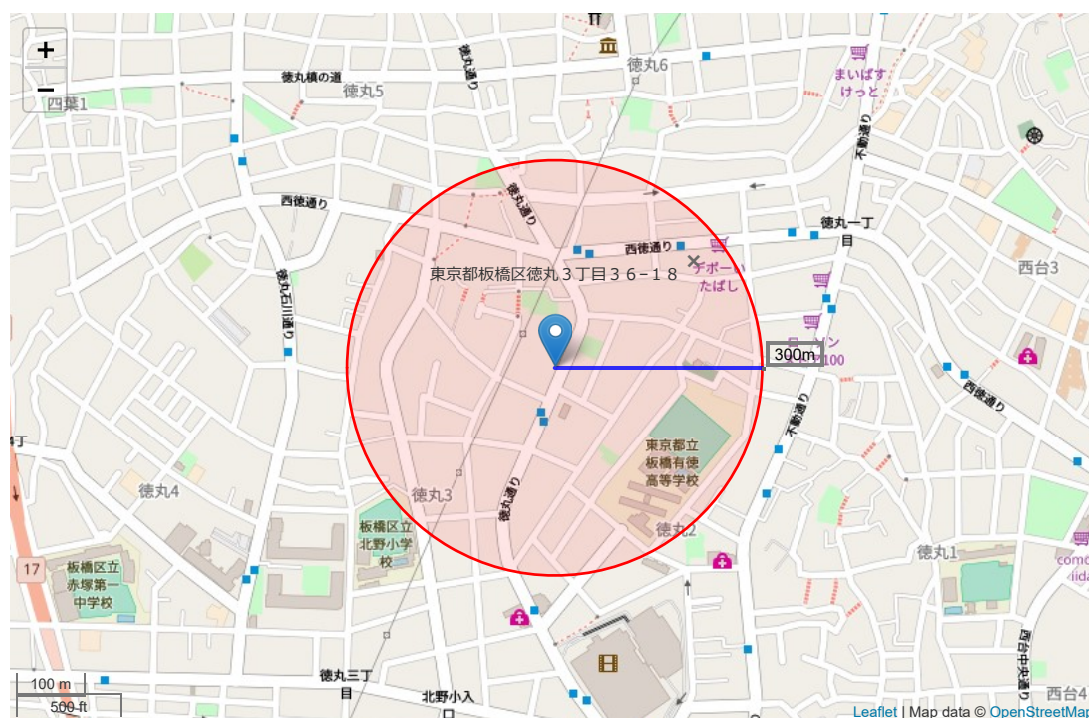 +
−
徳丸通り
徳丸6
まいばす
けっと
徳丸槙の道
徳丸5
四葉1
不動通り
徳丸通り
西徳通り
徳丸一丁
目
西徳通り
西台3
東京都板橋区徳丸３丁目３６−１８
デポーい
たばし
徳丸石川通り
300m
100
西徳通り
不動通り
東京都立
板橋有徳
高等学校
徳丸4
徳丸3
徳丸通り
板橋区立
北野小学
校
徳丸2
徳丸1
17
板橋区立
赤塚第一
中学校
西台中央通り
徳丸三丁
目
北野小入
口
西台4
100 m
500 ft
Leaflet | Map data © OpenStreetMap